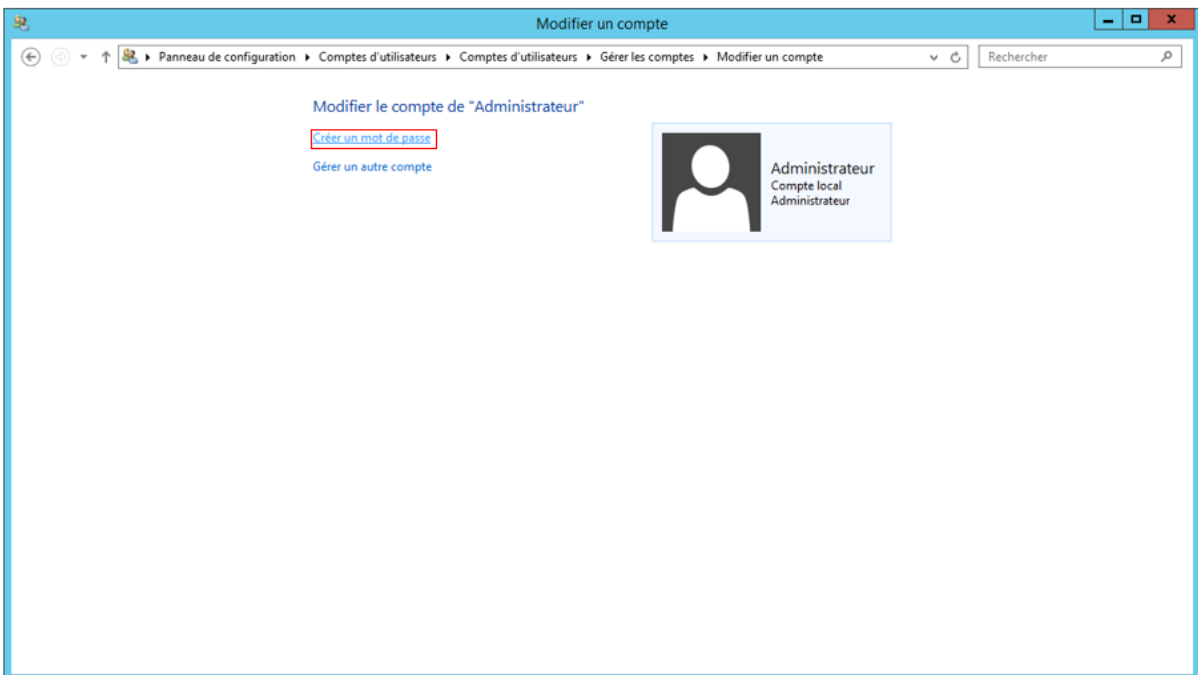 Modifier un compte
Panneau de configuration Comptes d'utilisateurs Comptes d'utilisateurs Gérer les comptes Modifier un compte
Rechercher
Modifier le compte de "Administrateur"
Créer un mot de passe
Gérer un autre compte
Administrateur
Compte local
Administrateur